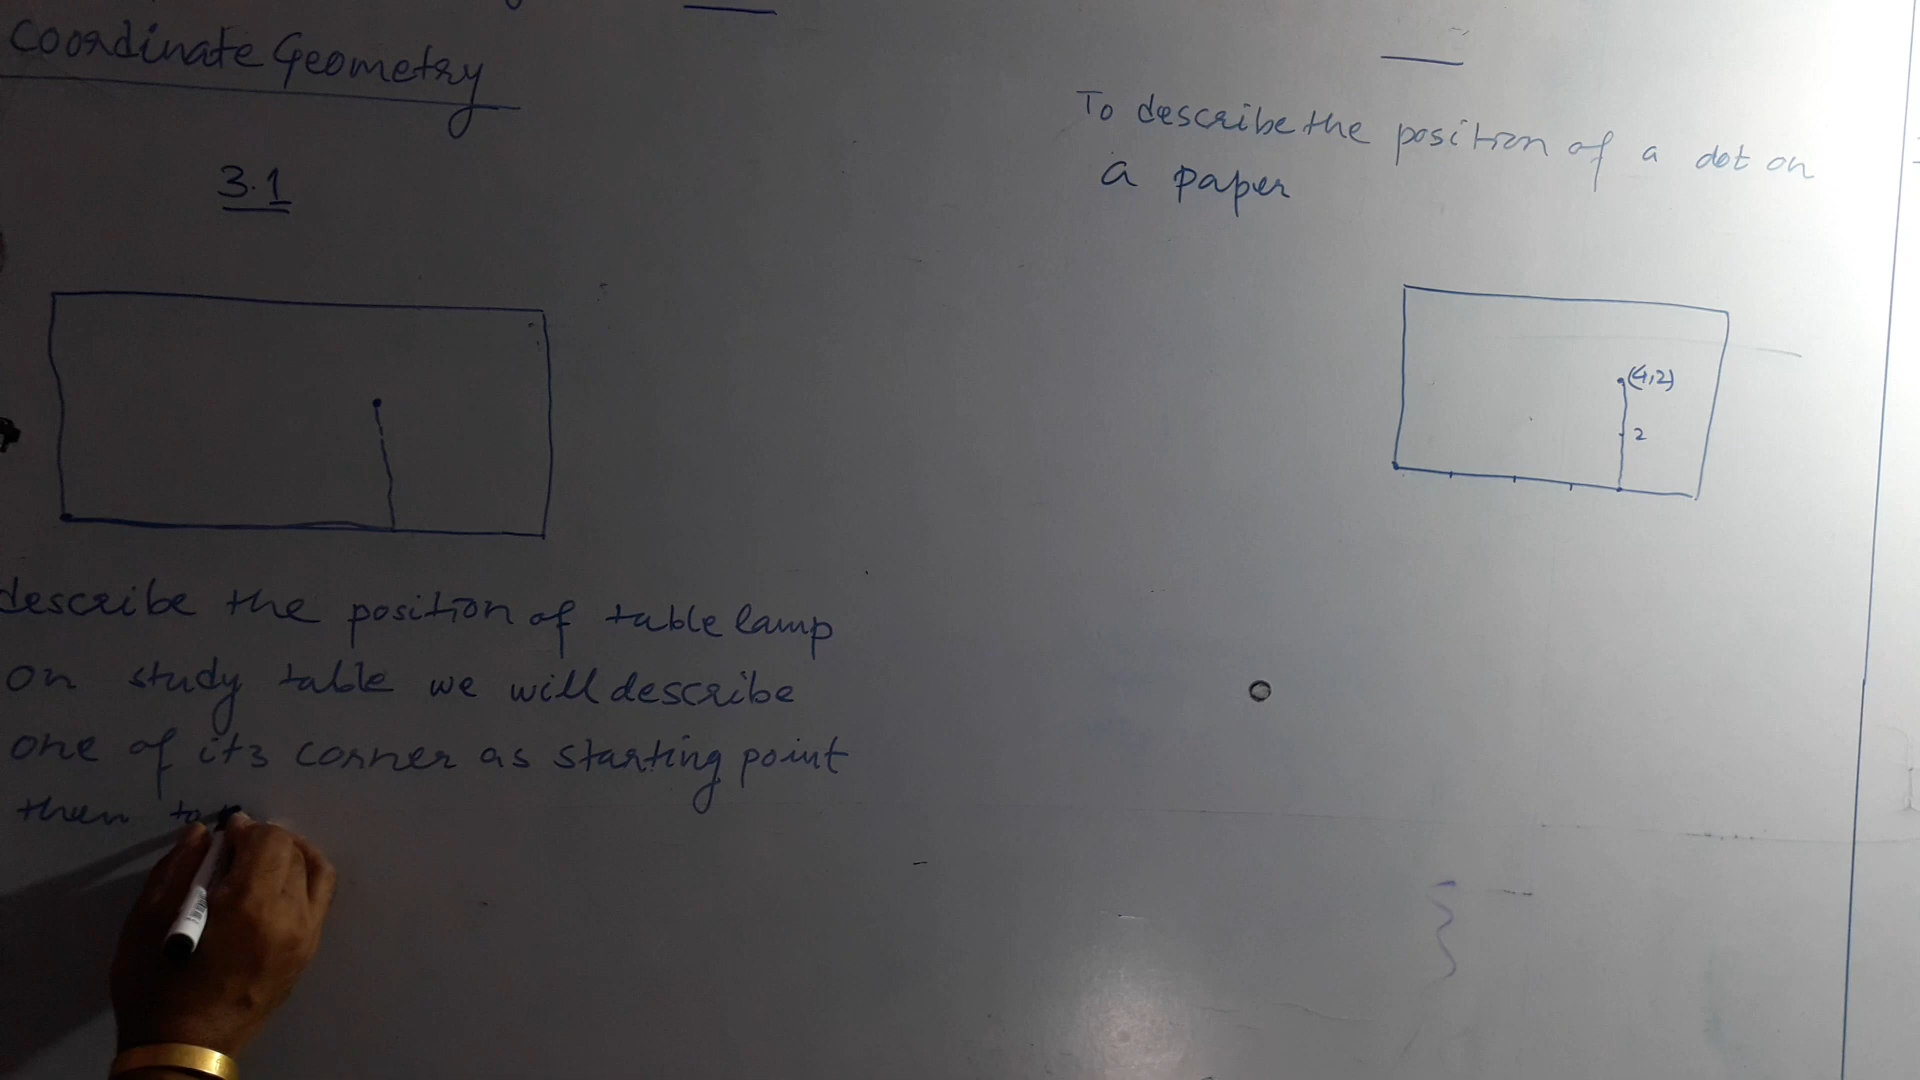 Coordinate Geometry
3.1
describe the position of table lamp
on study table we will describe
one of its corner as starting point
then
To describe the position of a dot on
a paper
(4,2)
2